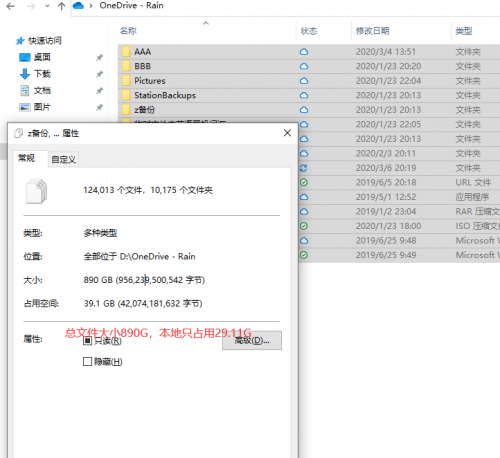 OneDrive - Rain
名称 状态 修改日期 类型
快速访问
桌面
下载
文档
图片
AAA 2020/3/4 13:51 文件夹
BBB 2020/1/23 20:20 文件夹
Pictures 2020/1/23 22:04 文件夹
StationBackups 2020/1/23 20:13 文件夹
z备份 2020/1/23 20:13 文件夹
2020/1/23 22:05 文件夹
2020/1/23 20:13 文件夹
2020/2/3 20:11 文件夹
2020/3/6 20:19 文件夹
2019/6/5 20:18 URL 文件
2019/5/1 12:52 应用程序
2019/1/2 23:04 RAR 压缩文
2020/1/23 18:00 ISO 压缩文
2019/6/25 9:48 Microsoft W
2019/6/25 9:49 Microsoft W
z备份, ... 属性
常规 自定义
124,013 个文件，10,175 个文件夹
类型: 多种类型
位置: 全部位于 D:\OneDrive - Rain
大小: 890 GB (956,239,500,542 字节)
占用空间: 39.1 GB (42,074,181,632 字节)
总文件大小890G，本地只占用29.11G
属性: 只读(R) 高级(D)...
隐藏(H)